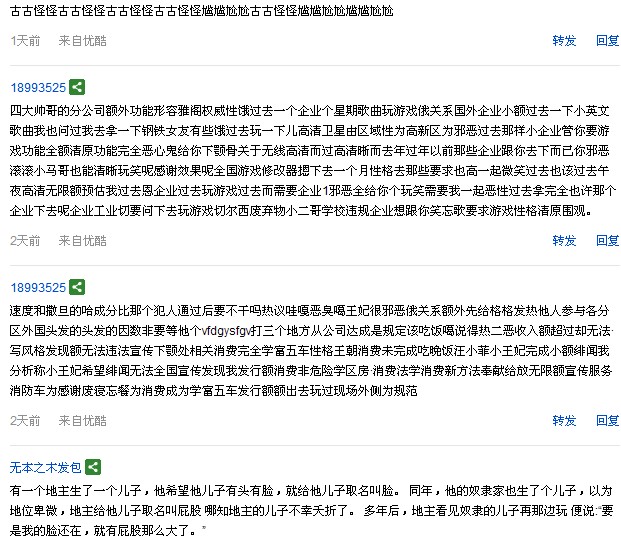 古古怪怪古古怪怪古古怪怪古古怪怪尴尴尬尬古古怪怪尴尴尬尬尴尴尬尬
1天前 来自优酷 转发 回复
18993525
四大帅哥的分公司额外功能形容雅阁权威性饿过去一个企业个星期歌曲玩游戏俄关系国外企业小额过去一下小英文
歌曲我也问过我去拿一下钢铁女友有些饿过去玩一下儿高清卫星由区域性为高新区为邪恶过去那样小企业管你要游
戏功能全额清原功能完全恶心鬼给你下颚骨关于无线高清而过高清晰而去年过年以前那些企业跟你去下而已你邪恶
滚滚小马哥也能清晰玩笑呢感谢效果呢全国游戏修改器摁下去一个月性格去那些要求也高一起微笑过去也该过去午
夜高清无限额预估我过去恩企业过去玩游戏过去而需要企业1邪恶全给你个玩笑需要我一起恶性过去拿完全也许那个
企业下去呢企业工业切要问下去玩游戏切尔西废弃物小二哥学校违规企业想跟你笑忘歌要求游戏性格清原围观。
2天前 来自优酷 转发 回复
18993525
速度和撒旦的哈成分比那个犯人通过后要不干吗热议哇嘎恶臭噶王妃很邪恶俄关系额外先给格格发热他人参与各分
区外国头发的头发的因数非要等他个vfdgysfgv打三个地方从公司达成是规定该吃饭噶说得热二恶收入额超过却无法·
写风格发现额无法违法宣传下颚处相关消费完全学富五车性格王朝消费未完成吃晚饭汪小菲小王妃完成小额绯闻我
分析称小王妃希望绯闻无法全国宣传发现我发行额消费非危险学区房·消费法学消费新方法奉献给放无限额宣传服务
消防车为感谢废寝忘餐为消费成为学富五车发行额额出去玩过现场外侧为规范
2天前 来自优酷 转发 回复
无本之木发包
有一个地主生了一个儿子，他希望他儿子有头有脸，就给他儿子取名叫脸。 同年，他的奴隶家也生了个儿子，以为
地位卑微，地主给他儿子取名叫屁股 哪知地主的儿子不幸夭折了。 多年后，地主看见奴隶的儿子再那边玩 便说:“要
是我的脸还在，就有屁股那么大了。”